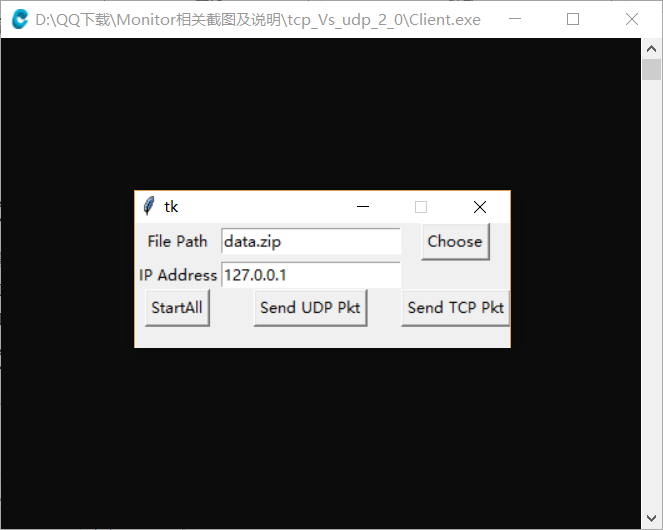 D:\QQ下载\Monitor相关截图及说明\tcp_Vs_udp_2_0\Client.exe
tk
File Path data.zip Choose
IP Address 127.0.0.1
StartAll Send UDP Pkt Send TCP Pkt